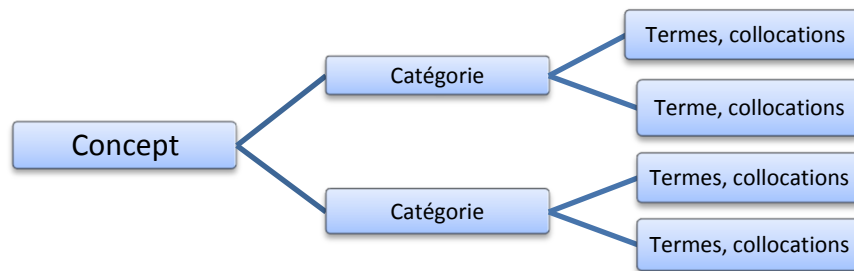 Concept
Catégorie
Termes, collocations
Terme, collocations
Catégorie
Termes, collocations
Termes, collocations